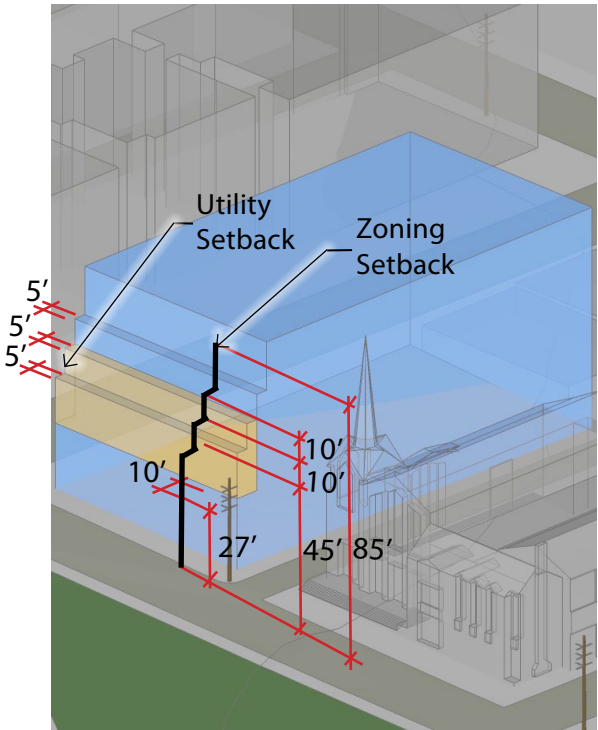 Utility
Setback
Zoning
Setback
5’
5’
5’
10’
10’
10’
27’
45’
85’